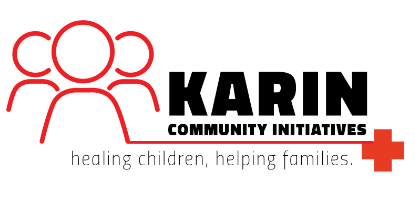 KARIN
COMMUNITY INITIATIVES
healing children, helping families.